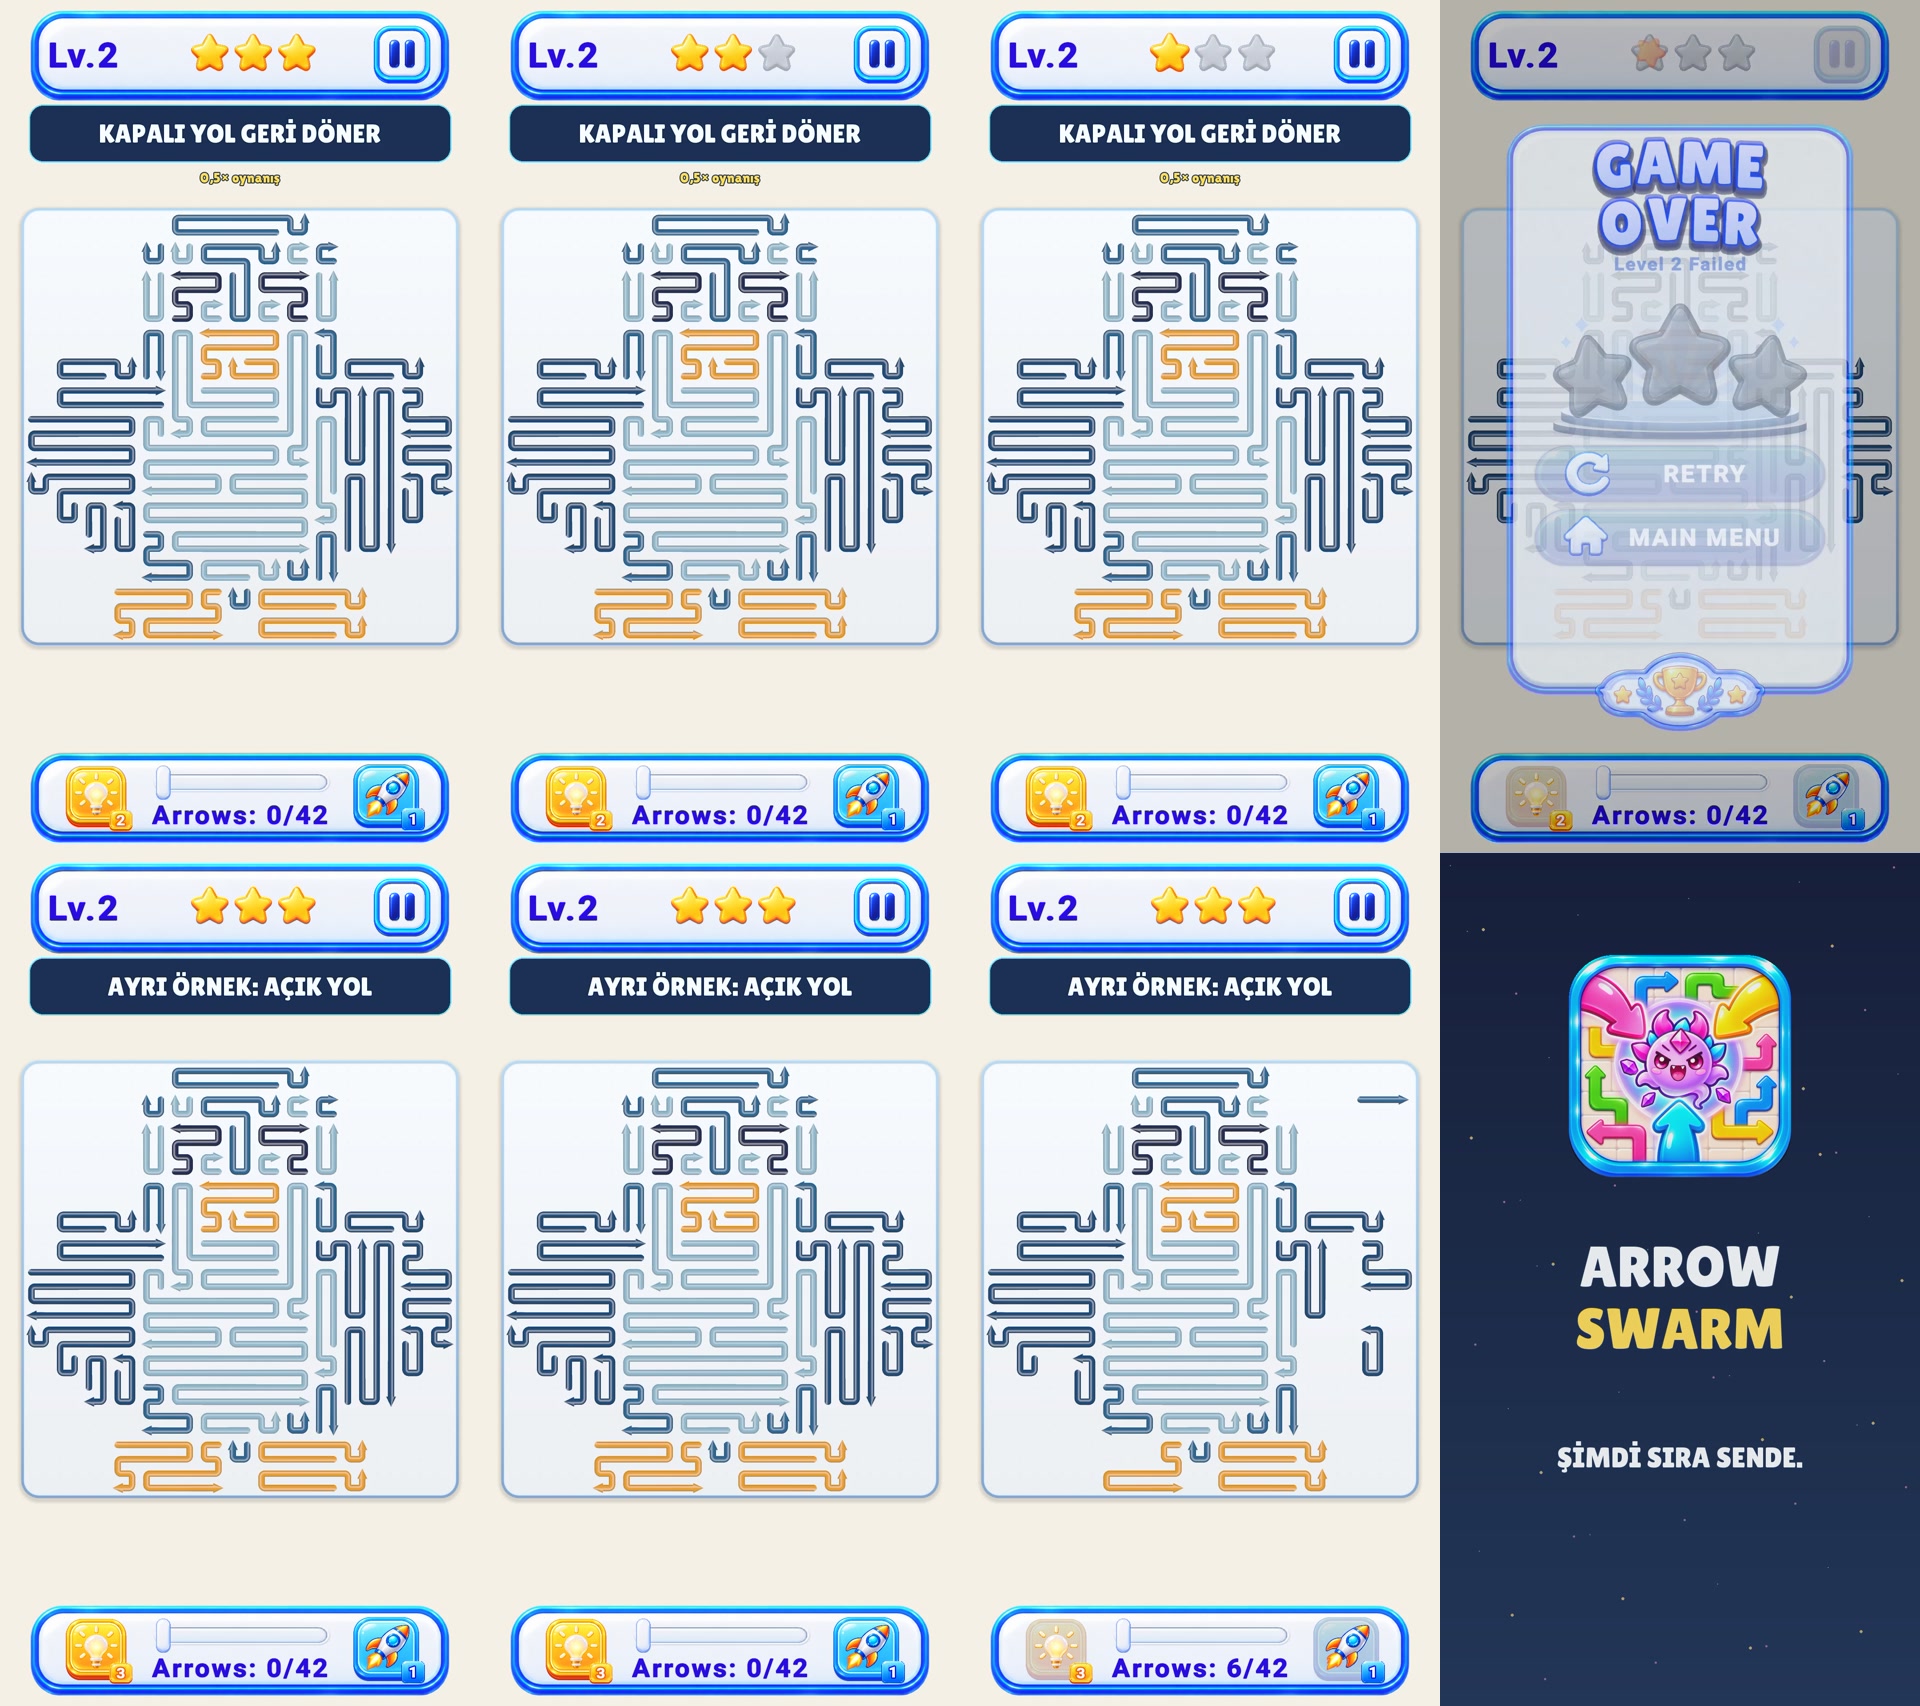 Lv.2
KAPALI YOL GERİ DÖNER
0,5× oynanış
2
Arrows: 0/42
1
Lv.2
KAPALI YOL GERİ DÖNER
0,5× oynanış
2
Arrows: 0/42
1
Lv.2
KAPALI YOL GERİ DÖNER
0,5× oynanış
2
Arrows: 0/42
1
Lv.2
GAME
OVER
Level 2 Failed
RETRY
MAIN MENU
2
Arrows: 0/42
1
Lv.2
AYRI ÖRNEK: AÇIK YOL
3
Arrows: 0/42
1
Lv.2
AYRI ÖRNEK: AÇIK YOL
3
Arrows: 0/42
1
Lv.2
AYRI ÖRNEK: AÇIK YOL
3
Arrows: 6/42
1
ARROW
SWARM
ŞİMDİ SIRA SENDE.